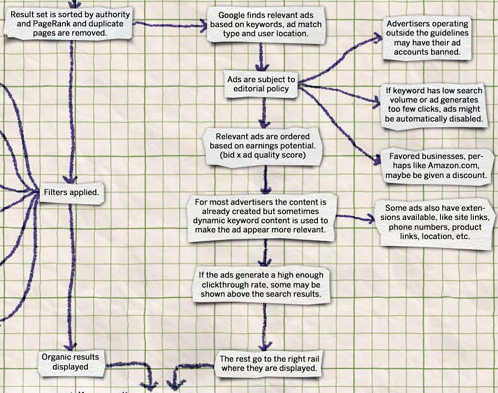 Result set is sorted by authority
and PageRank and duplicate
pages are removed.
Google finds relevant ads
based on keywords, ad match
type and user location.
Advertisers operating
outside the guidelines
may have their ad
accounts banned.
Ads are subject to
editorial policy
If keyword has low search
volume or ad generates
too few clicks, ads might
be automatically disabled.
Relevant ads are ordered
based on earnings potential.
(bid x ad quality score)
Favored businesses, per-
haps like Amazon.com,
maybe be given a discount.
Filters applied.
For most advertisers the content is
already created but sometimes
dynamic keyword content is used to
make the ad appear more relevant.
Some ads also have exten-
sions available, like site links,
phone numbers, product
links, location, etc.
If the ads generate a high enough
clickthrough rate, some may be
shown above the search results.
Organic results
displayed
The rest go to the right rail
where they are displayed.